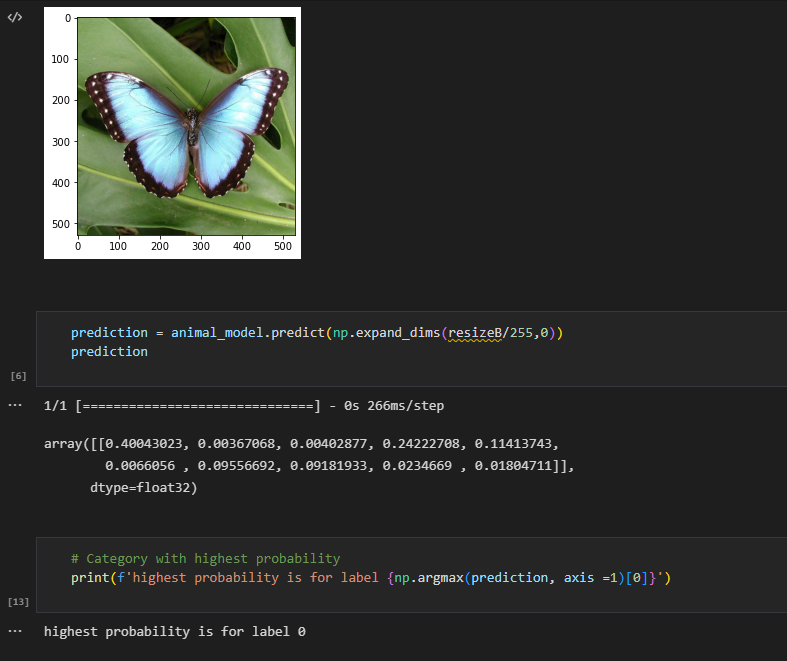 0
100
200
300
400
500
0 100 200 300 400 500
prediction = animal_model.predict(np.expand_dims(resizeB/255,0))
prediction
[6]
1/1 [==============================] - 0s 266ms/step
array([[0.40043023, 0.00367068, 0.00402877, 0.24222708, 0.11413743,
0.0066056 , 0.09556692, 0.09181933, 0.0234669 , 0.01804711]],
dtype=float32)
# Category with highest probability
print(f'highest probability is for label {np.argmax(prediction, axis =1)[0]}')
[13]
highest probability is for label 0